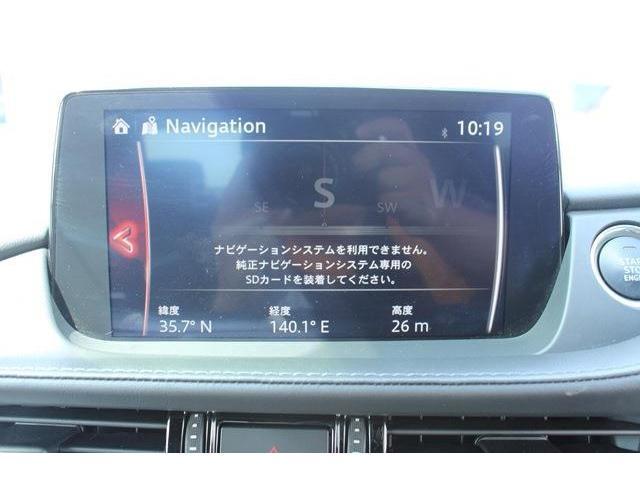 Navigation
10:19
S
W
SE
SW
ナビゲーションシステムを利用できません。
純正ナビゲーションシステム専用の
SDカードを装着してください。
緯度
経度
高度
35.7° N
140.1° E
26 m
START
STOP
ENGINE